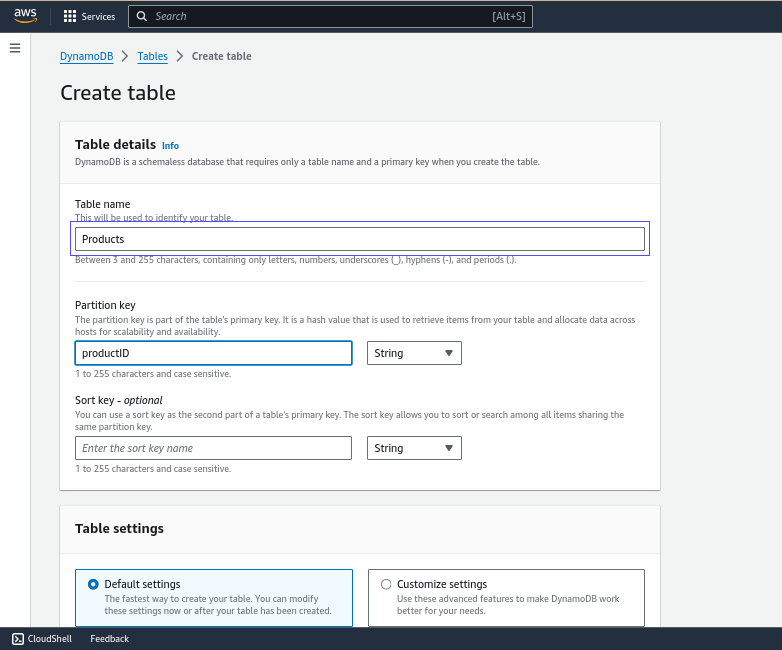 aws
Services
Search
[Alt+S]
DynamoDB
Tables
Create table
Create table
Table details Info
DynamoDB is a schemaless database that requires only a table name and a primary key when you create the table.
Table name
This will be used to identify your table.
Products
Between 3 and 255 characters, containing only letters, numbers, underscores (_), hyphens (-), and periods (.).
Partition key
The partition key is part of the table's primary key. It is a hash value that is used to retrieve items from your table and allocate data across
hosts for scalability and availability.
productID
String
1 to 255 characters and case sensitive.
Sort key - optional
You can use a sort key as the second part of a table's primary key. The sort key allows you to sort or search among all items sharing the
same partition key.
Enter the sort key name
String
1 to 255 characters and case sensitive.
Table settings
Default settings
The fastest way to create your table. You can modify
these settings now or after your table has been created.
Customize settings
Use these advanced features to make DynamoDB work
better for your needs.
CloudShell
Feedback